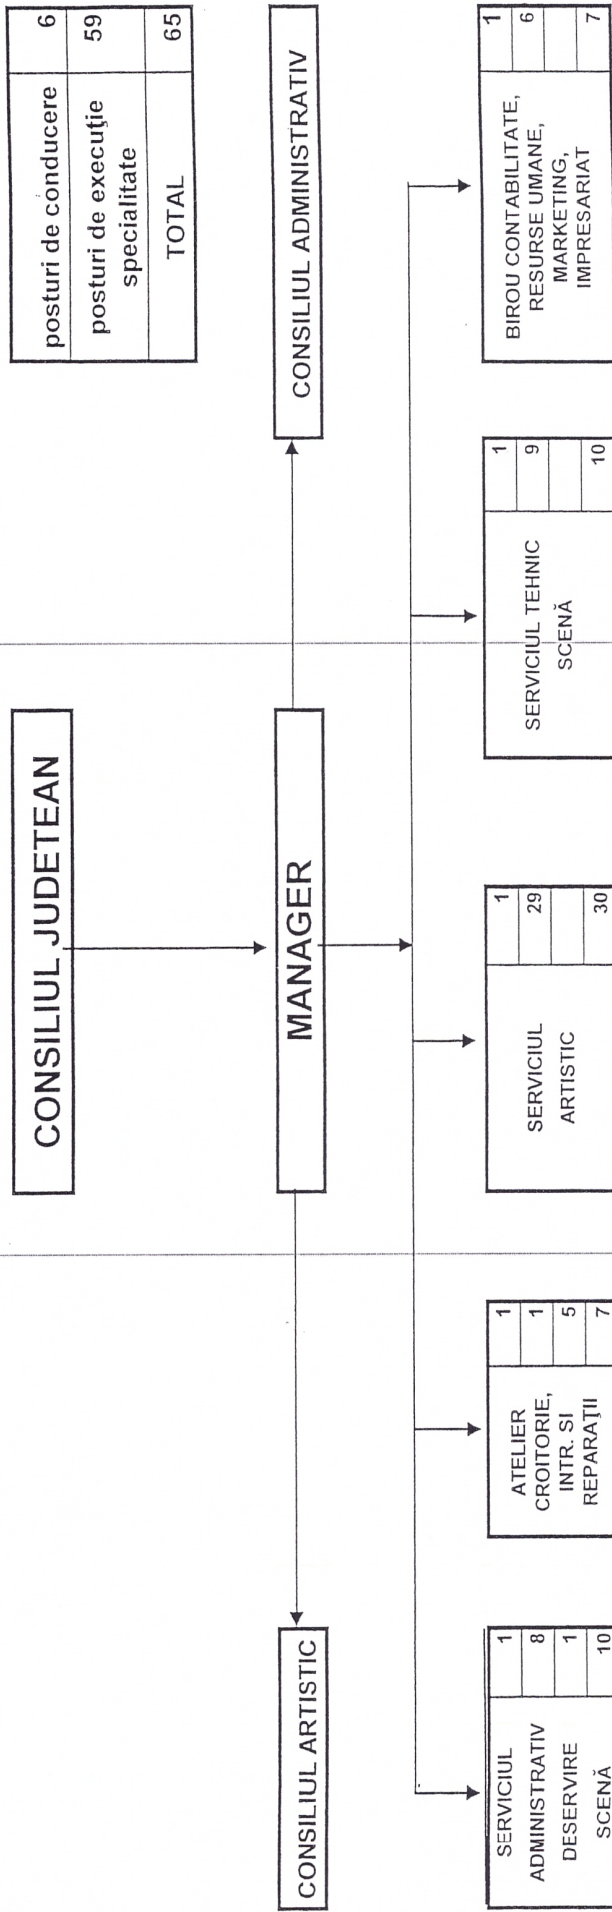 posturi de conducere 6
posturi de execuție 59
specialitate
TOTAL 65
CONSILIUL JUDETEAN
CONSILIUL ARTISTIC
MANAGER
CONSILIUL ADMINISTRATIV
SERVICIUL 1
ADMINISTRATIV 8
DESERVIRE 1
SCENĂ 10
ATELIER 1
CROITORIE, 1
INTR. SI 5
REPARAŢII 7
SERVICIUL
ARTISTIC
1
29
30
SERVICIUL TEHNIC
SCENĂ
1
9
10
BIROU CONTABILITATE,
RESURSE UMANE,
MARKETING,
IMPRESARIAT
1
6
7